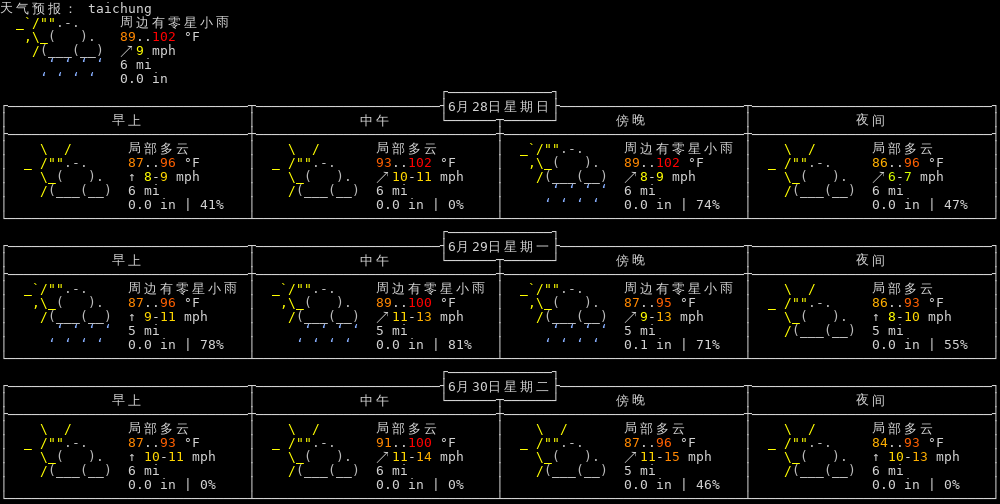 天气预报： taichung
周边有零星小雨
89..102 °F
↗9 mph
6 mi
0.0 in
6月28日星期日
早上 中午 傍晚 夜间
局部多云 局部多云 周边有零星小雨 局部多云
87..96 °F 93..102 °F 89..102 °F 86..96 °F
↑ 8-9 mph ↗10-11 mph ↗8-9 mph ↗6-7 mph
6 mi 6 mi 6 mi 6 mi
0.0 in | 41% 0.0 in | 0% 0.0 in | 74% 0.0 in | 47%
6月29日星期一
早上 中午 傍晚 夜间
周边有零星小雨 周边有零星小雨 周边有零星小雨 局部多云
87..96 °F 89..100 °F 87..95 °F 86..93 °F
↑ 9-11 mph ↗11-13 mph ↗9-13 mph ↑ 8-10 mph
5 mi 5 mi 5 mi 5 mi
0.0 in | 78% 0.0 in | 81% 0.1 in | 71% 0.0 in | 55%
6月30日星期二
早上 中午 傍晚 夜间
局部多云 局部多云 局部多云 局部多云
87..93 °F 91..100 °F 87..96 °F 84..93 °F
↑ 10-11 mph ↗11-14 mph ↗11-15 mph ↑ 10-13 mph
6 mi 6 mi 5 mi 6 mi
0.0 in | 0% 0.0 in | 0% 0.0 in | 46% 0.0 in | 0%